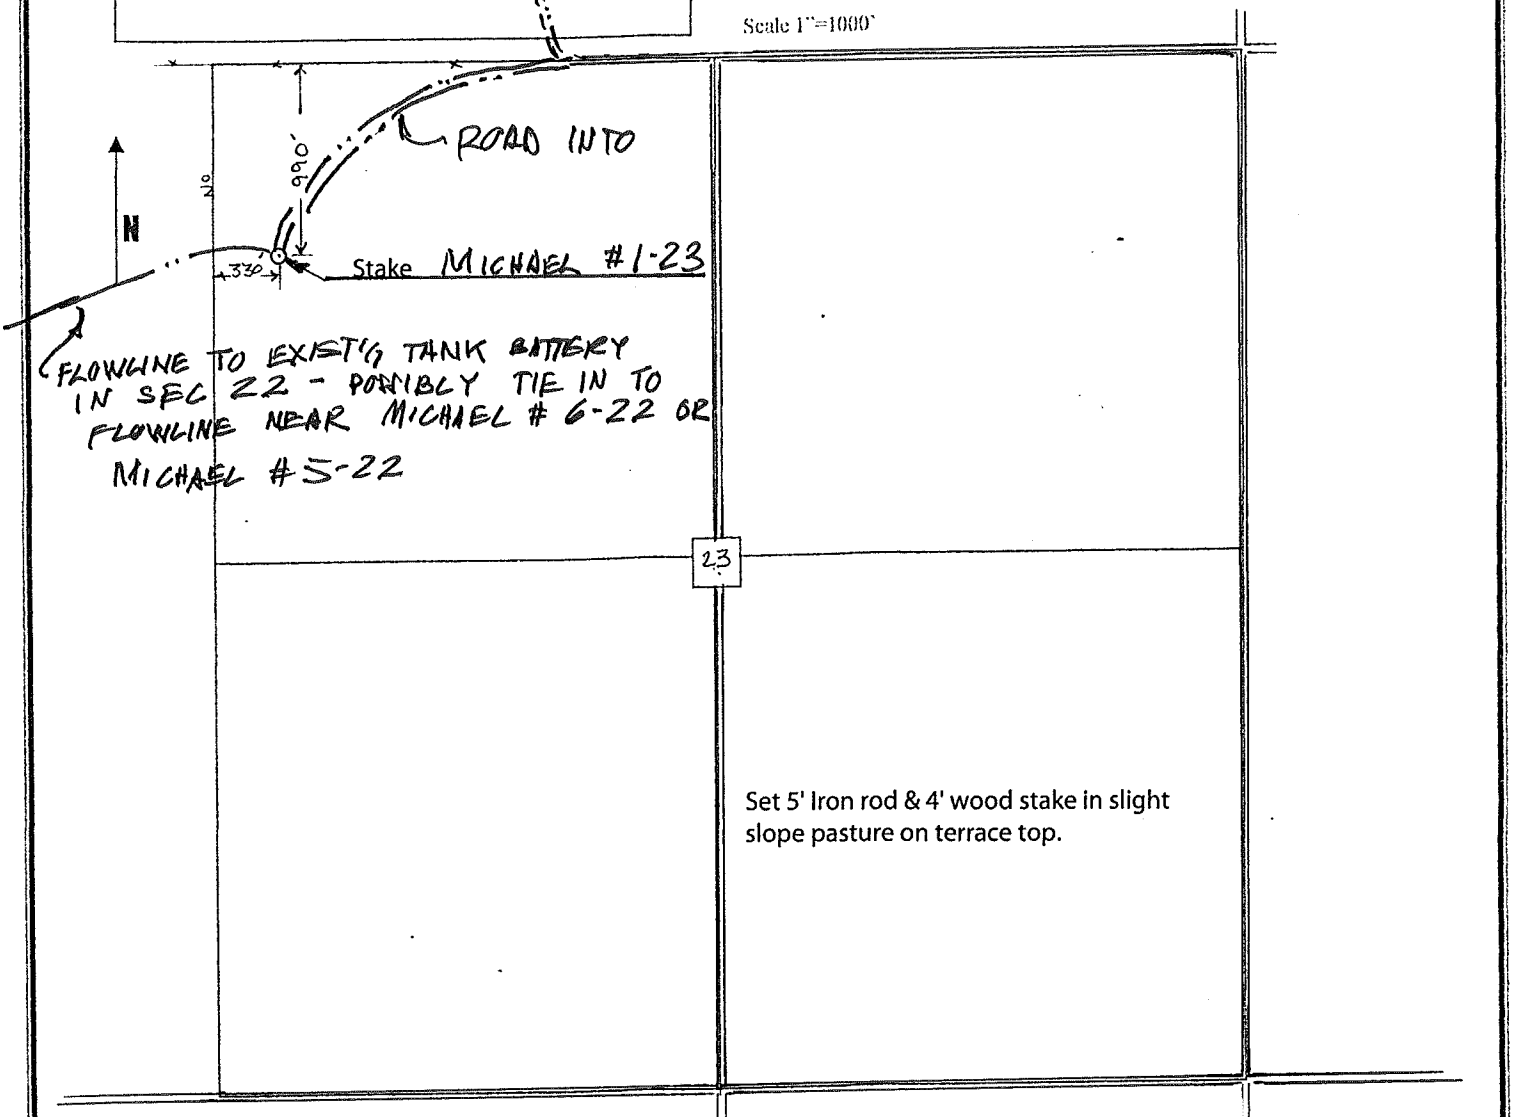 Scale 1"=1000'
990'
ROAD INTO
No
N
330'
Stake MICHAEL #1-23
FLOWLINE TO EXIST'G TANK BATTERY
IN SEC 22 - POSSIBLY TIE IN TO
FLOWLINE NEAR MICHAEL # 6-22 OR
MICHAEL #5-22
23
Set 5' Iron rod & 4' wood stake in slight
slope pasture on terrace top.